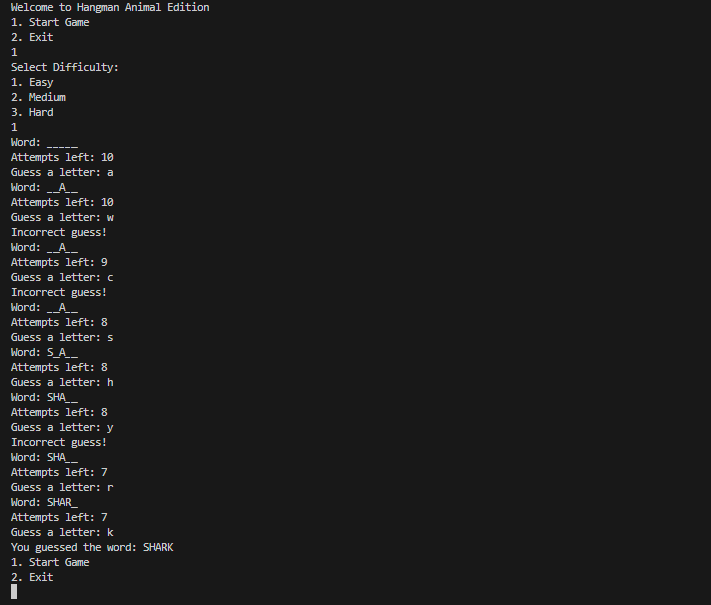 Welcome to Hangman Animal Edition
1. Start Game
2. Exit
1
Select Difficulty:
1. Easy
2. Medium
3. Hard
1
Word: _____
Attempts left: 10
Guess a letter: a
Word: __A__
Attempts left: 10
Guess a letter: w
Incorrect guess!
Word: __A__
Attempts left: 9
Guess a letter: c
Incorrect guess!
Word: __A__
Attempts left: 8
Guess a letter: s
Word: S_A__
Attempts left: 8
Guess a letter: h
Word: SHA__
Attempts left: 8
Guess a letter: y
Incorrect guess!
Word: SHA__
Attempts left: 7
Guess a letter: r
Word: SHAR_
Attempts left: 7
Guess a letter: k
You guessed the word: SHARK
1. Start Game
2. Exit